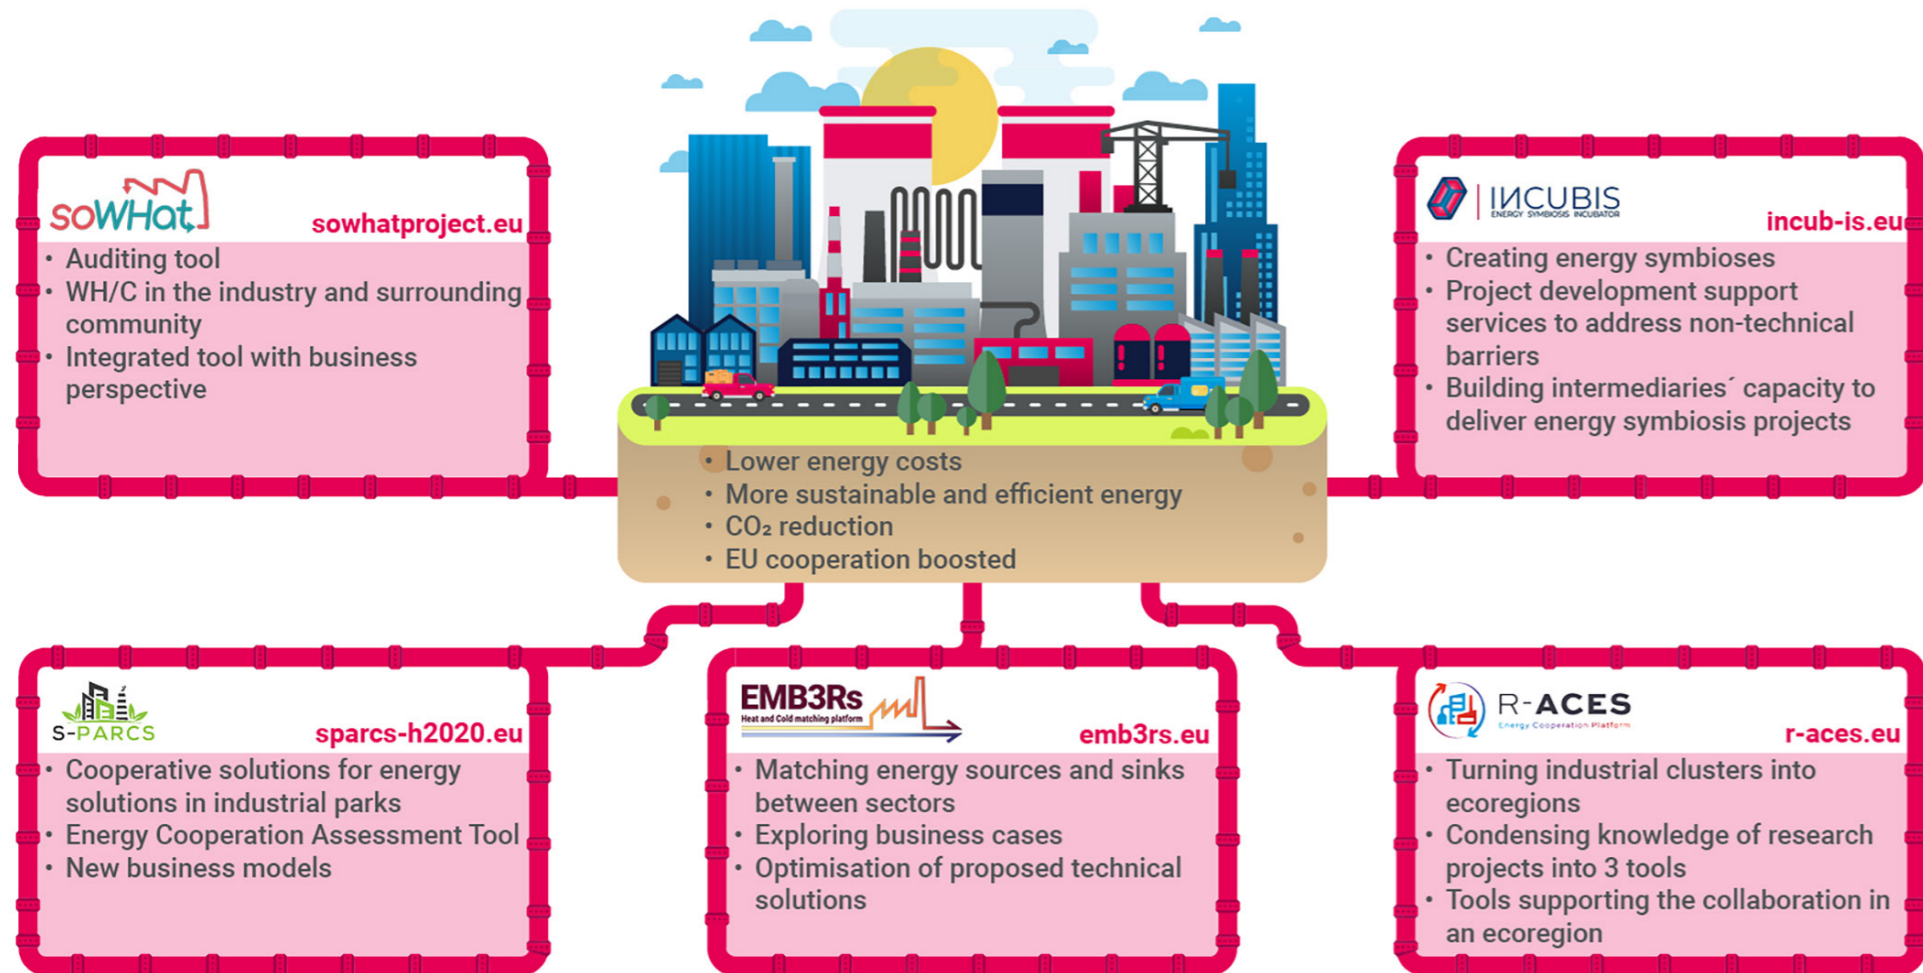 soWHat
sowhatproject.eu
• Auditing tool
• WH/C in the industry and surrounding
community
• Integrated tool with business
perspective
INCUBIS
ENERGY SYMBIOSIS INCUBATOR
incub-is.eu
• Creating energy symbioses
• Project development support
services to address non-technical
barriers
• Building intermediaries´ capacity to
deliver energy symbiosis projects
• Lower energy costs
• More sustainable and efficient energy
• CO₂ reduction
• EU cooperation boosted
S-PARCS
sparcs-h2020.eu
• Cooperative solutions for energy
solutions in industrial parks
• Energy Cooperation Assessment Tool
• New business models
EMB3Rs
Heat and Cold matching platform
emb3rs.eu
• Matching energy sources and sinks
between sectors
• Exploring business cases
• Optimisation of proposed technical
solutions
R-ACES
Energy Cooperation Platform
r-aces.eu
• Turning industrial clusters into
ecoregions
• Condensing knowledge of research
projects into 3 tools
• Tools supporting the collaboration in
an ecoregion